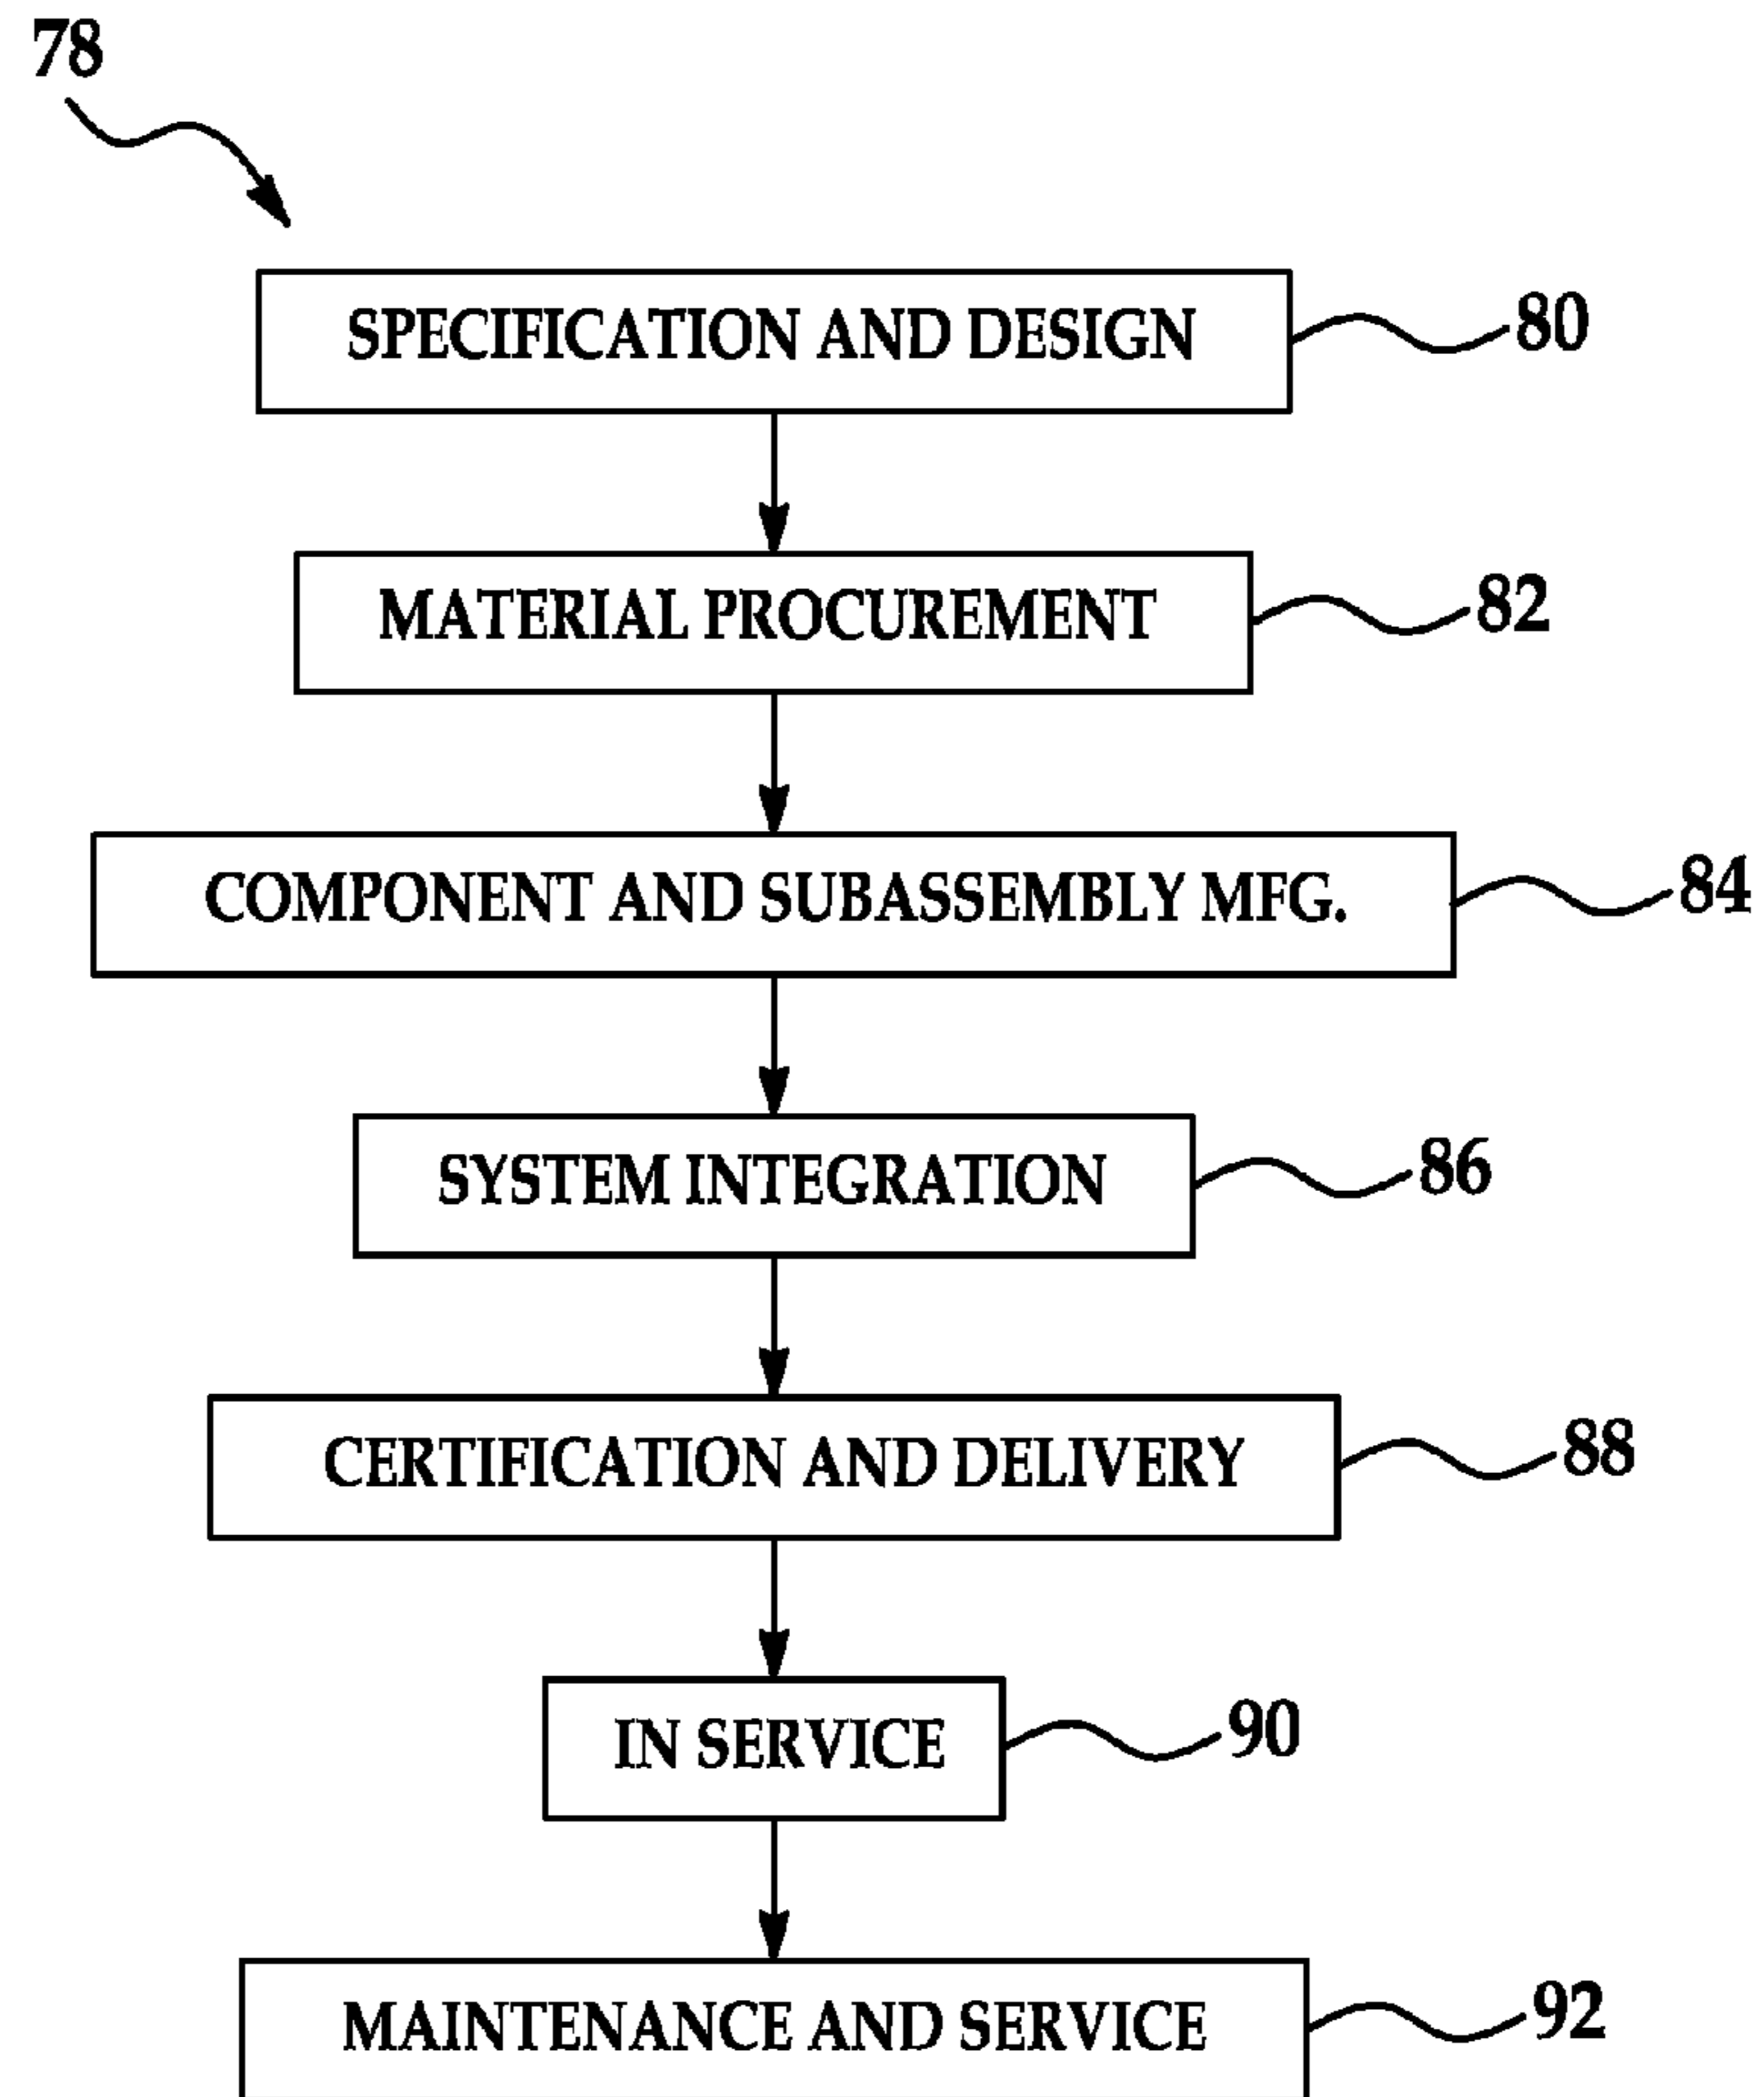 78
SPECIFICATION AND DESIGN 80
MATERIAL PROCUREMENT 82
COMPONENT AND SUBASSEMBLY MFG. 84
SYSTEM INTEGRATION 86
CERTIFICATION AND DELIVERY 88
IN SERVICE 90
MAINTENANCE AND SERVICE 92